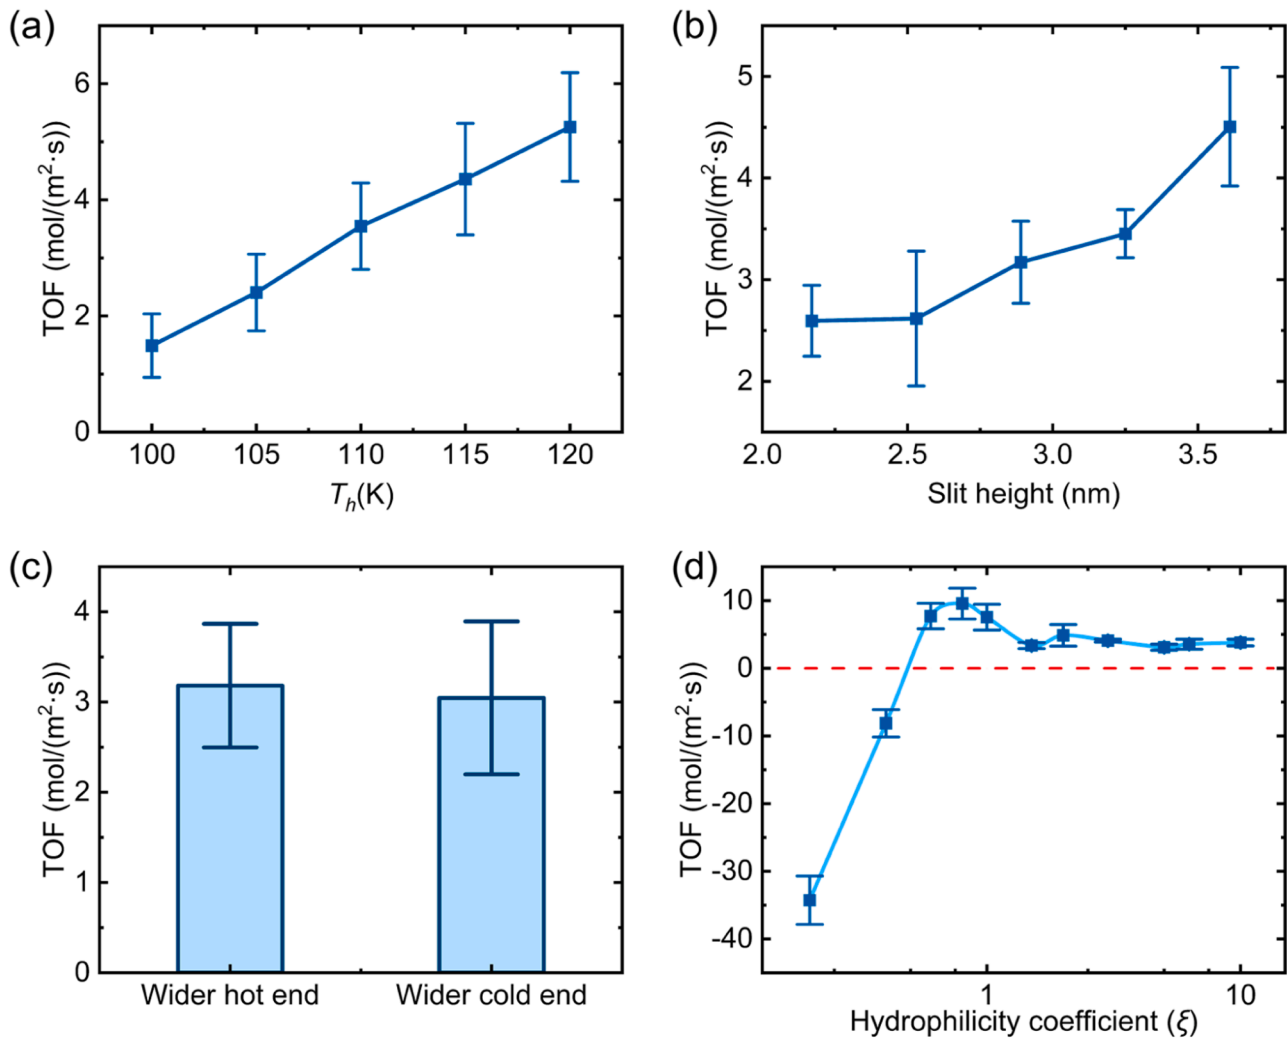 (a)
TOF (mol/(m²·s))
6
4
2
0
100 105 110 115 120
Tₕ(K)
(b)
TOF (mol/(m²·s))
5
4
3
2
2.0 2.5 3.0 3.5
Slit height (nm)
(c)
TOF (mol/(m²·s))
4
3
2
1
0
Wider hot end Wider cold end
(d)
TOF (mol/(m²·s))
10
0
-10
-20
-30
-40
1 10
Hydrophilicity coefficient (ξ)